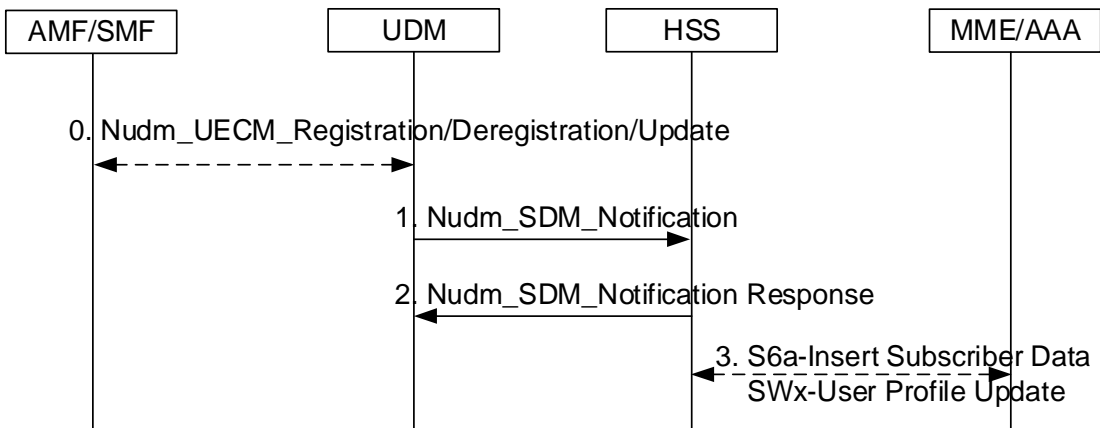 AMF/SMF
UDM
HSS
MME/AAA
0. Nudm_UECM_Registration/Deregistration/Update
1. Nudm_SDM_Notification
2. Nudm_SDM_Notification Response
3. S6a-Insert Subscriber Data
SWx-User Profile Update